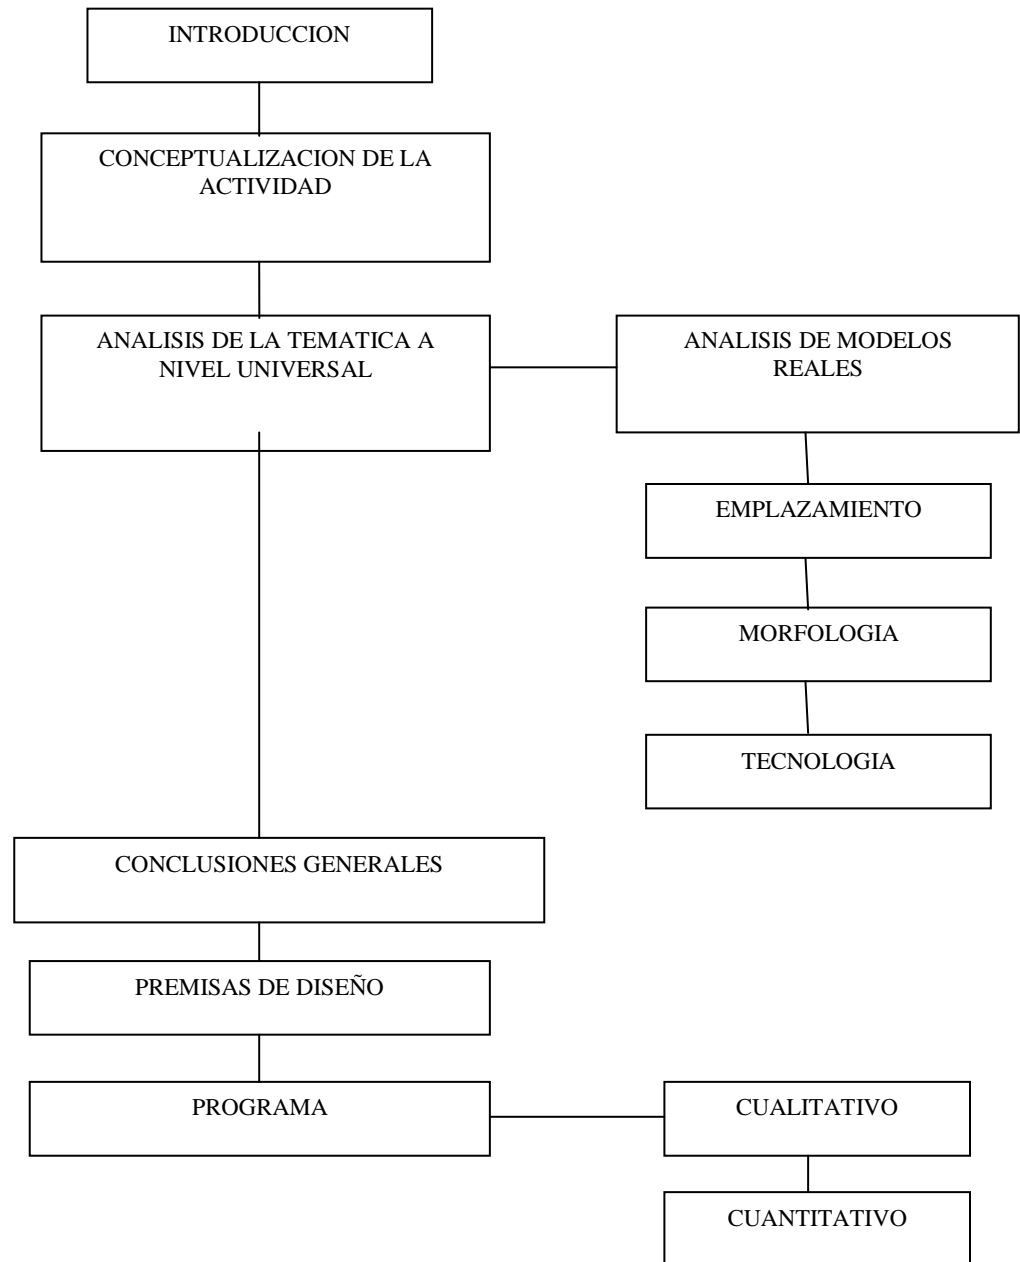 INTRODUCCION
CONCEPTUALIZACION DE LA
ACTIVIDAD
ANALISIS DE LA TEMATICA A
NIVEL UNIVERSAL
ANALISIS DE MODELOS
REALES
EMPLAZAMIENTO
MORFOLOGIA
TECNOLOGIA
CONCLUSIONES GENERALES
PREMISAS DE DISEÑO
PROGRAMA
CUALITATIVO
CUANTITATIVO